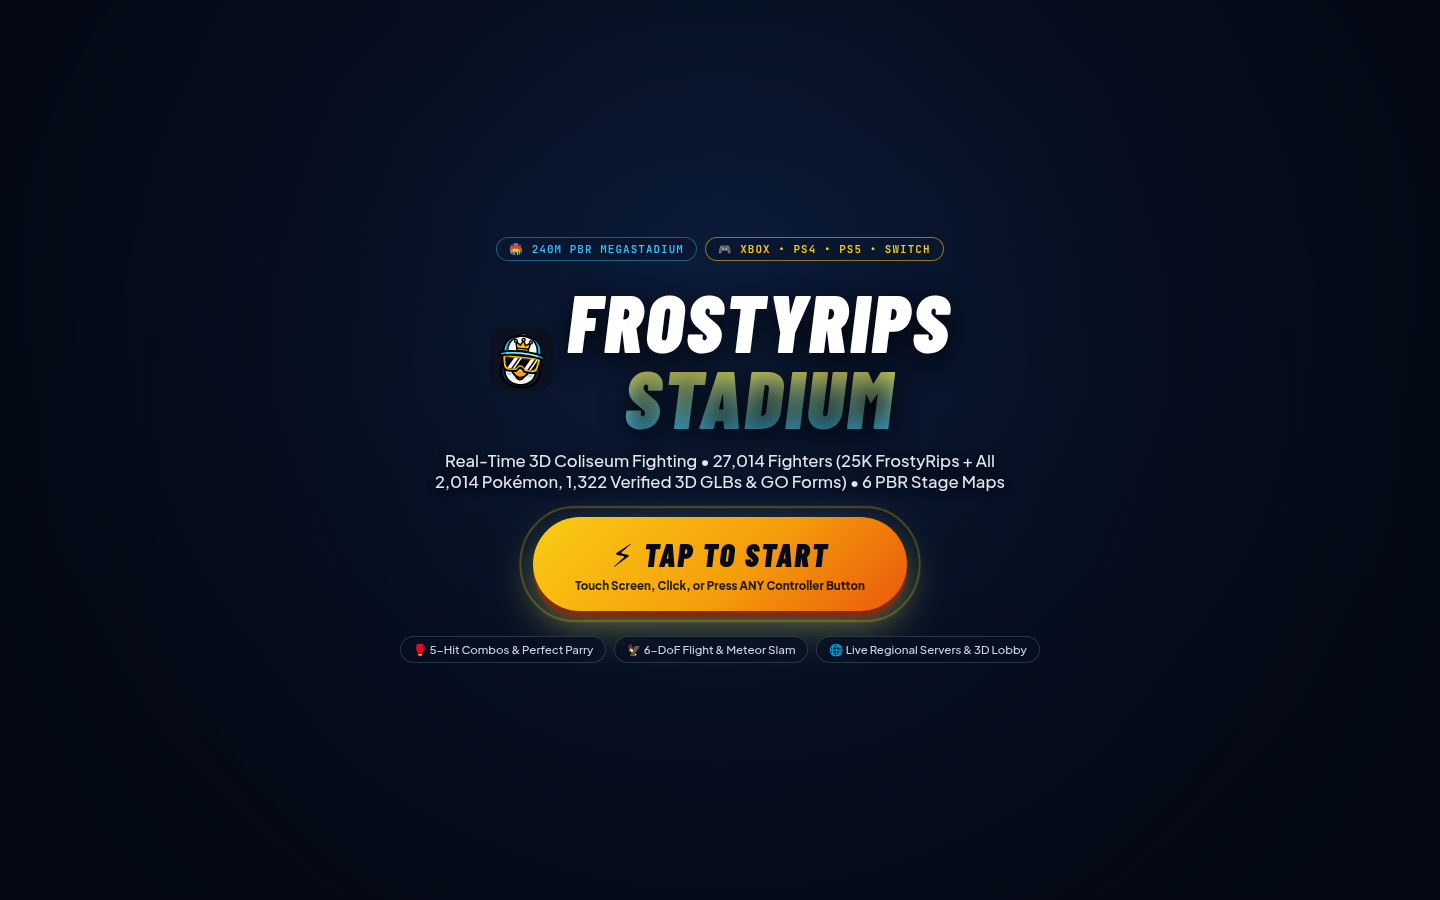 🏟️ 240M PBR MEGASTADIUM
🎮 XBOX • PS4 • PS5 • SWITCH
FROSTYRIPS
STADIUM
Real-Time 3D Coliseum Fighting • 27,014 Fighters (25K FrostyRips + All
2,014 Pokémon, 1,322 Verified 3D GLBs & GO Forms) • 6 PBR Stage Maps
⚡ TAP TO START
Touch Screen, Click, or Press ANY Controller Button
🥊 5-Hit Combos & Perfect Parry
🦅 6-DoF Flight & Meteor Slam
🌐 Live Regional Servers & 3D Lobby